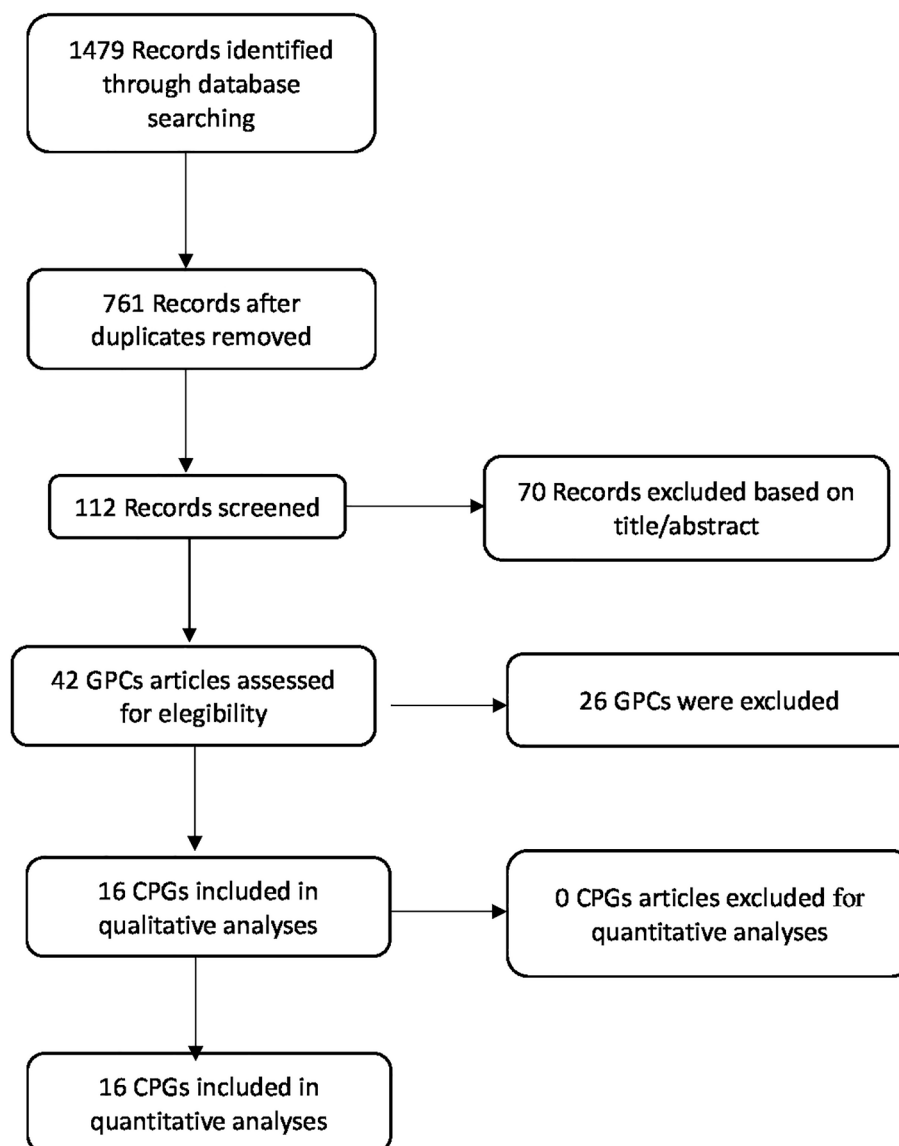 1479 Records identified
through database
searching
761 Records after
duplicates removed
112 Records screened
70 Records excluded based on
title/abstract
42 GPCs articles assessed
for elegibility
26 GPCs were excluded
16 CPGs included in
qualitative analyses
0 CPGs articles excluded for
quantitative analyses
16 CPGs included in
quantitative analyses